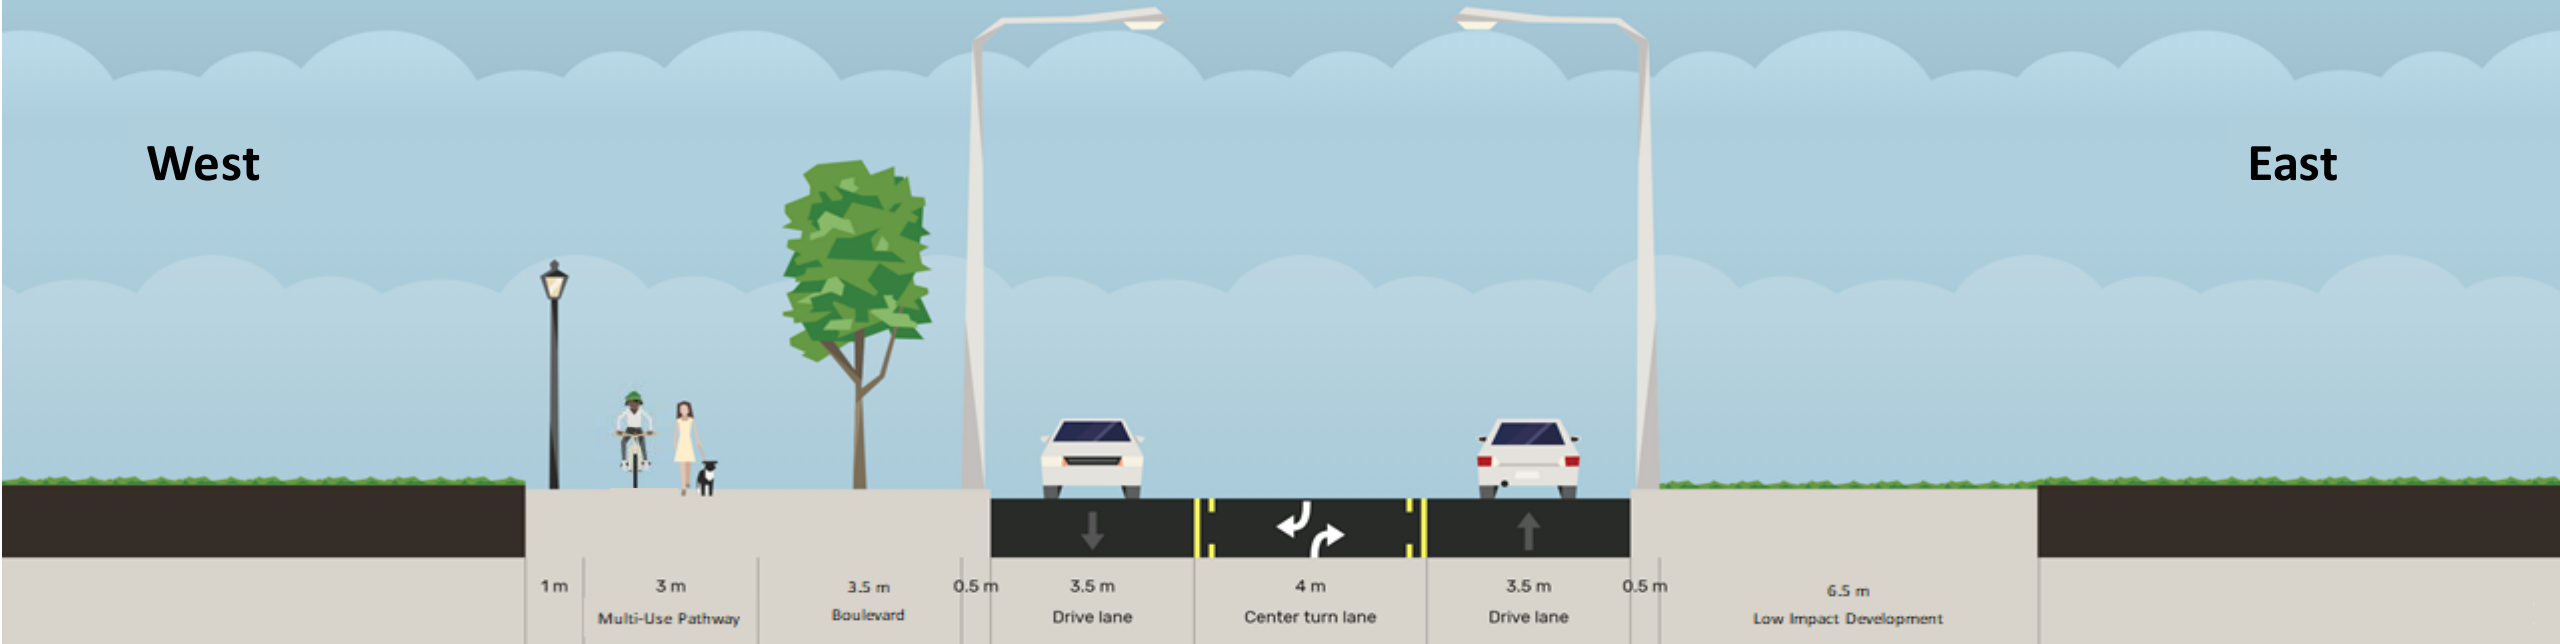 West
East
1 m
3 m
Multi-Use Pathway
3.5 m
Boulevard
0.5 m
3.5 m
Drive lane
4 m
Center turn lane
3.5 m
Drive lane
0.5 m
6.5 m
Low Impact Development